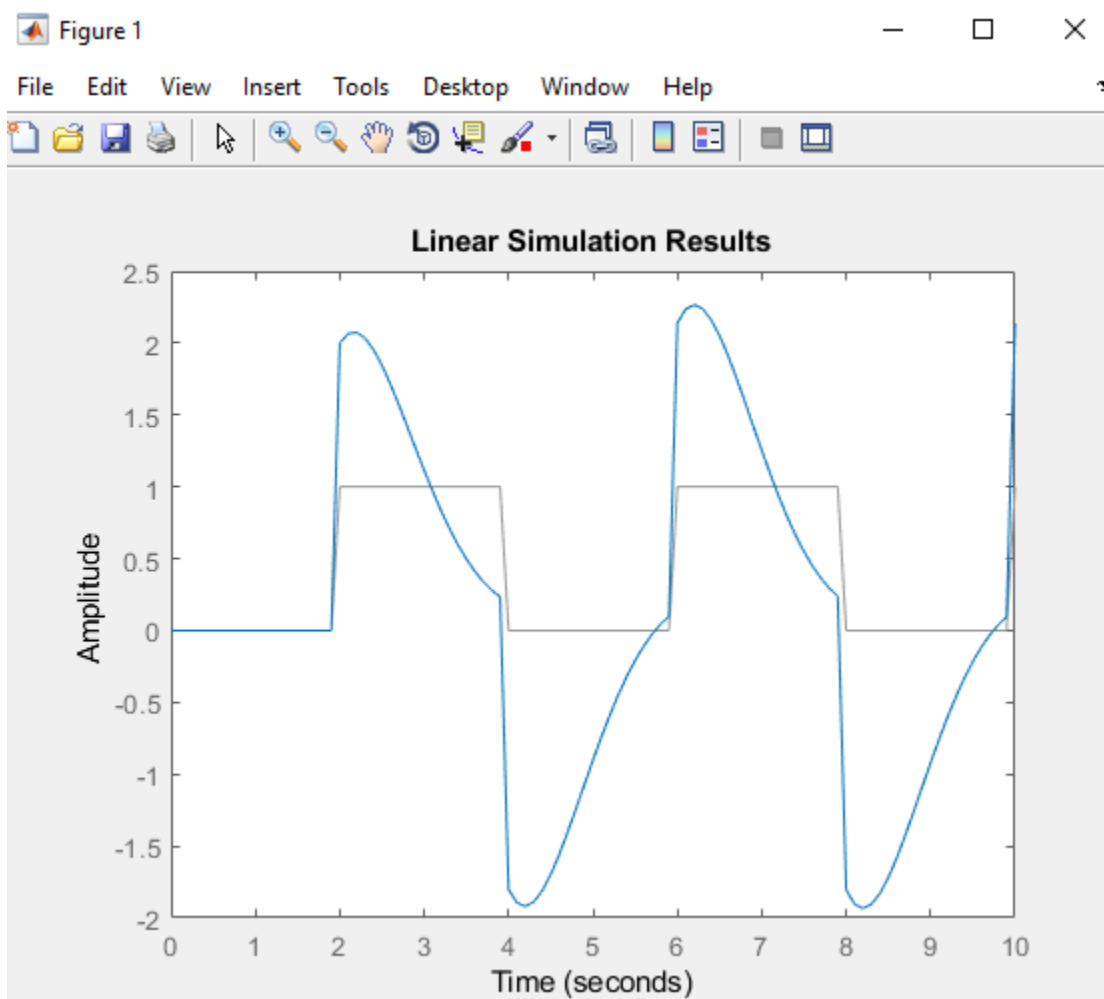 Figure 1
File Edit View Insert Tools Desktop Window Help
Linear Simulation Results
2.5
2
1.5
1
0.5
0
-0.5
-1
-1.5
-2
Amplitude
0 1 2 3 4 5 6 7 8 9 10
Time (seconds)